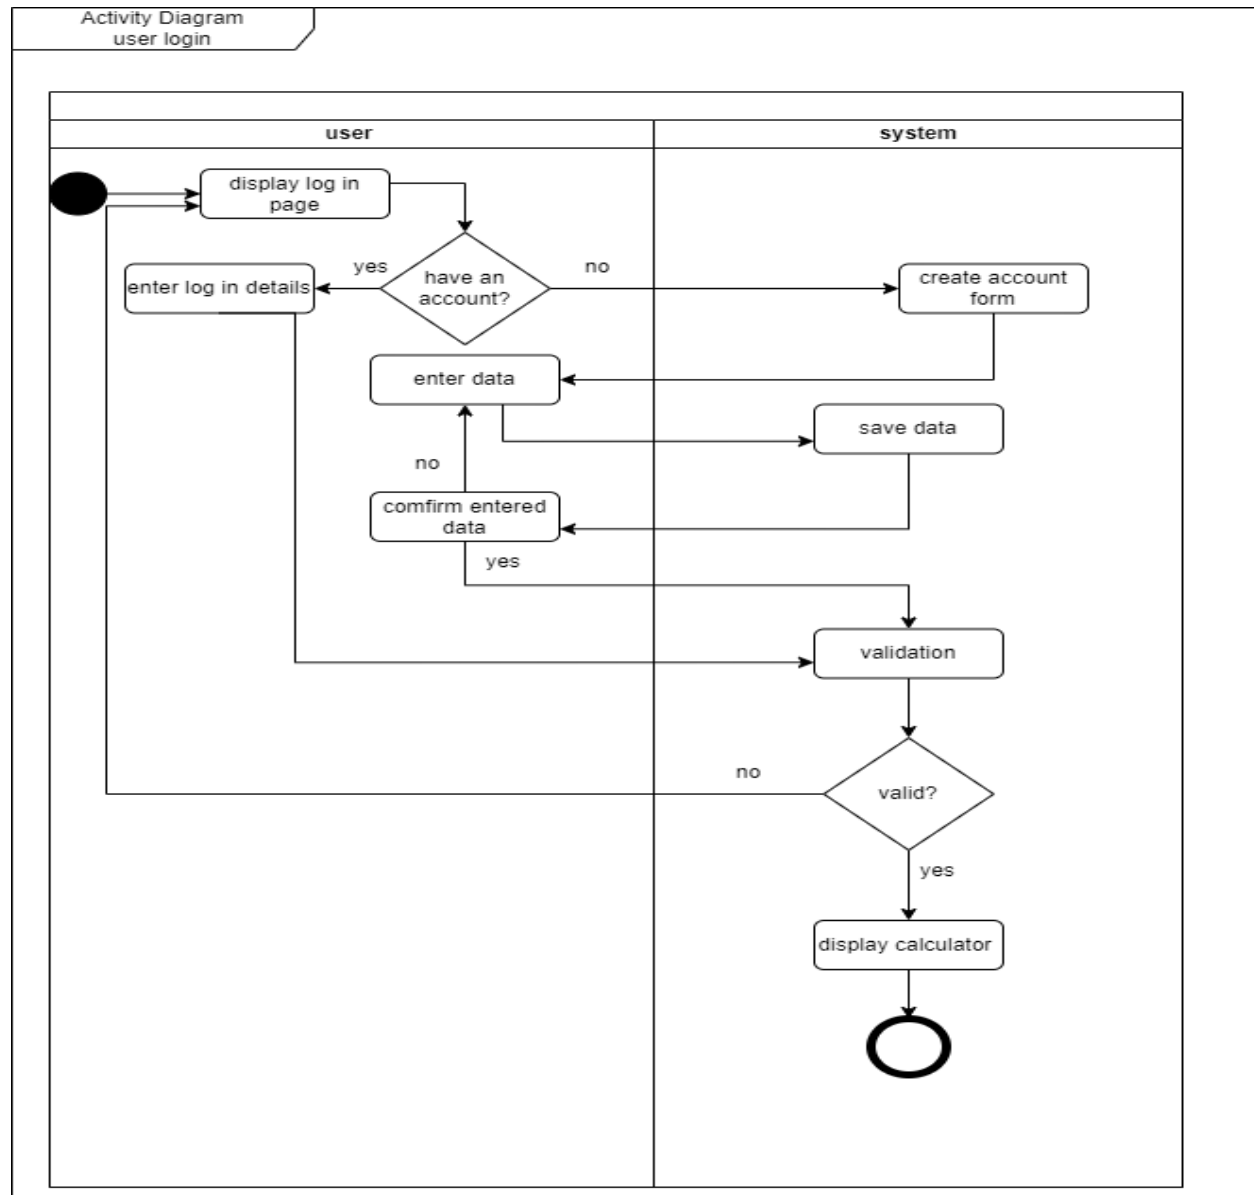 Activity Diagram
user login
user
system
display log in
page
yes
have an
account?
no
enter log in details
create account
form
enter data
save data
no
comfirm entered
data
yes
validation
no
valid?
yes
display calculator